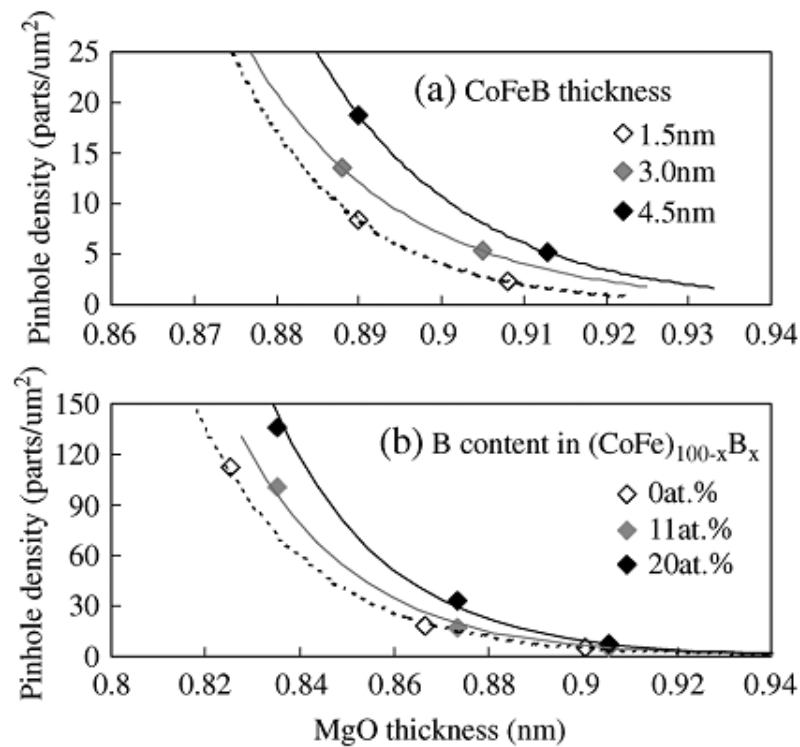 Pinhole density (parts/um²)
25
20
15
10
5
0
(a) CoFeB thickness
1.5nm
3.0nm
4.5nm
0.86 0.87 0.88 0.89 0.9 0.91 0.92 0.93 0.94
Pinhole density (parts/um²)
150
120
90
60
30
0
(b) B content in (CoFe)₁₀₀₋ₓBₓ
0at.%
11at.%
20at.%
0.8 0.82 0.84 0.86 0.88 0.9 0.92 0.94
MgO thickness (nm)